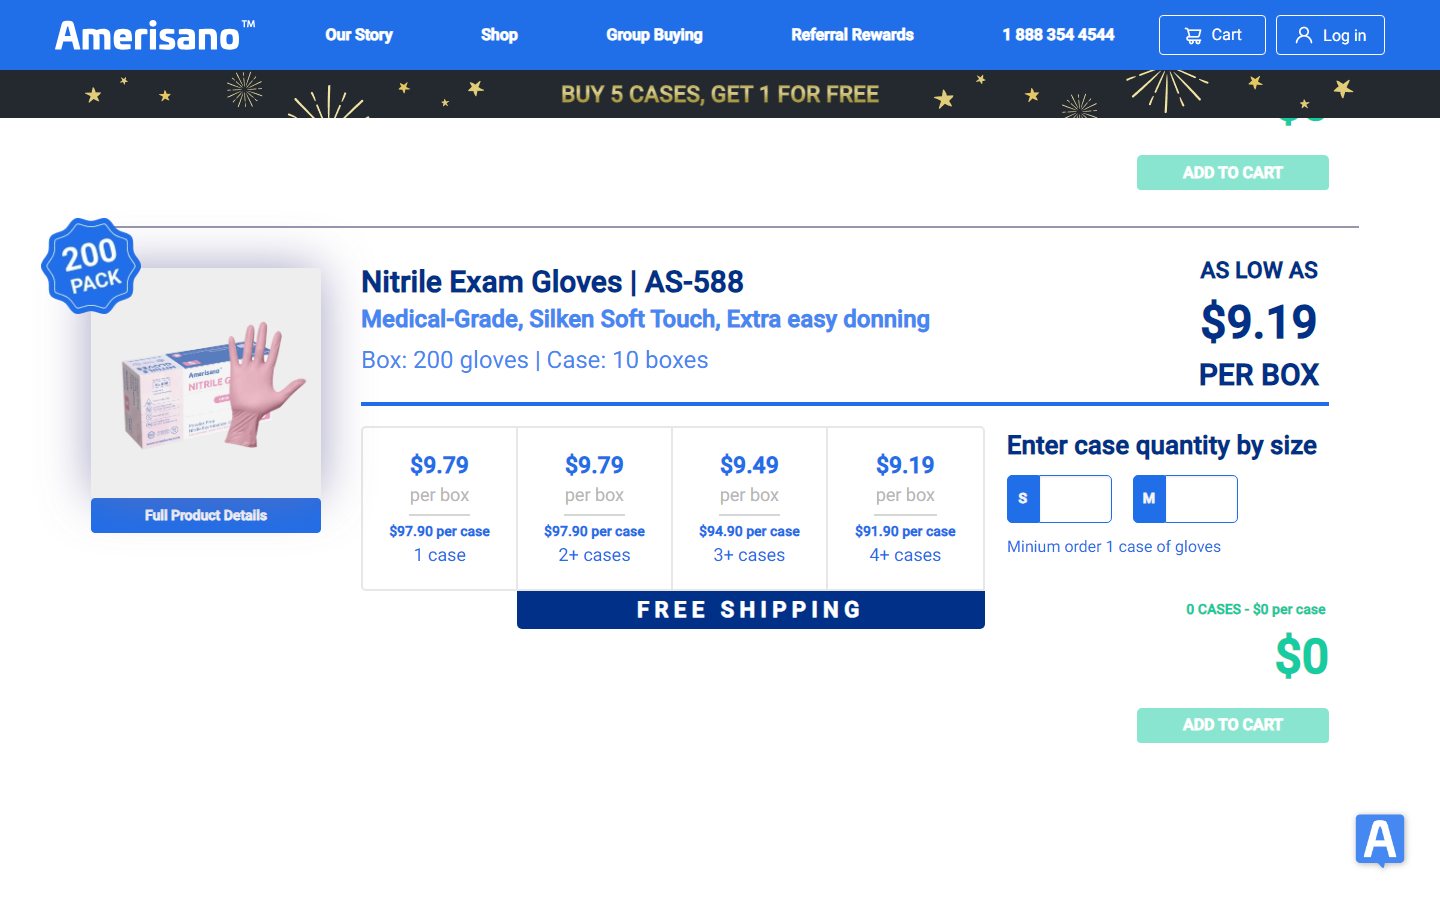 Amerisano™
Our Story
Shop
Group Buying
Referral Rewards
1 888 354 4544
Cart
Log in
BUY 5 CASES, GET 1 FOR FREE
ADD TO CART
200
PACK
Amerisano
NITRILE G
Full Product Details
Nitrile Exam Gloves | AS-588
Medical-Grade, Silken Soft Touch, Extra easy donning
Box: 200 gloves | Case: 10 boxes
AS LOW AS
$9.19
PER BOX
$9.79
per box
$97.90 per case
1 case
$9.79
per box
$97.90 per case
2+ cases
$9.49
per box
$94.90 per case
3+ cases
$9.19
per box
$91.90 per case
4+ cases
FREE SHIPPING
Enter case quantity by size
S
M
Minium order 1 case of gloves
0 CASES - $0 per case
$0
ADD TO CART
A